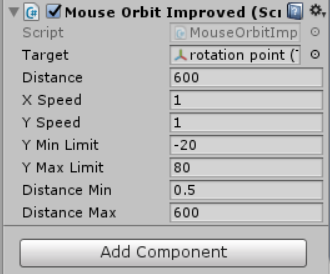 Mouse Orbit Improved (Scr
Script MouseOrbitImp
Target rotation point (T
Distance 600
X Speed 1
Y Speed 1
Y Min Limit -20
Y Max Limit 80
Distance Min 0.5
Distance Max 600
Add Component